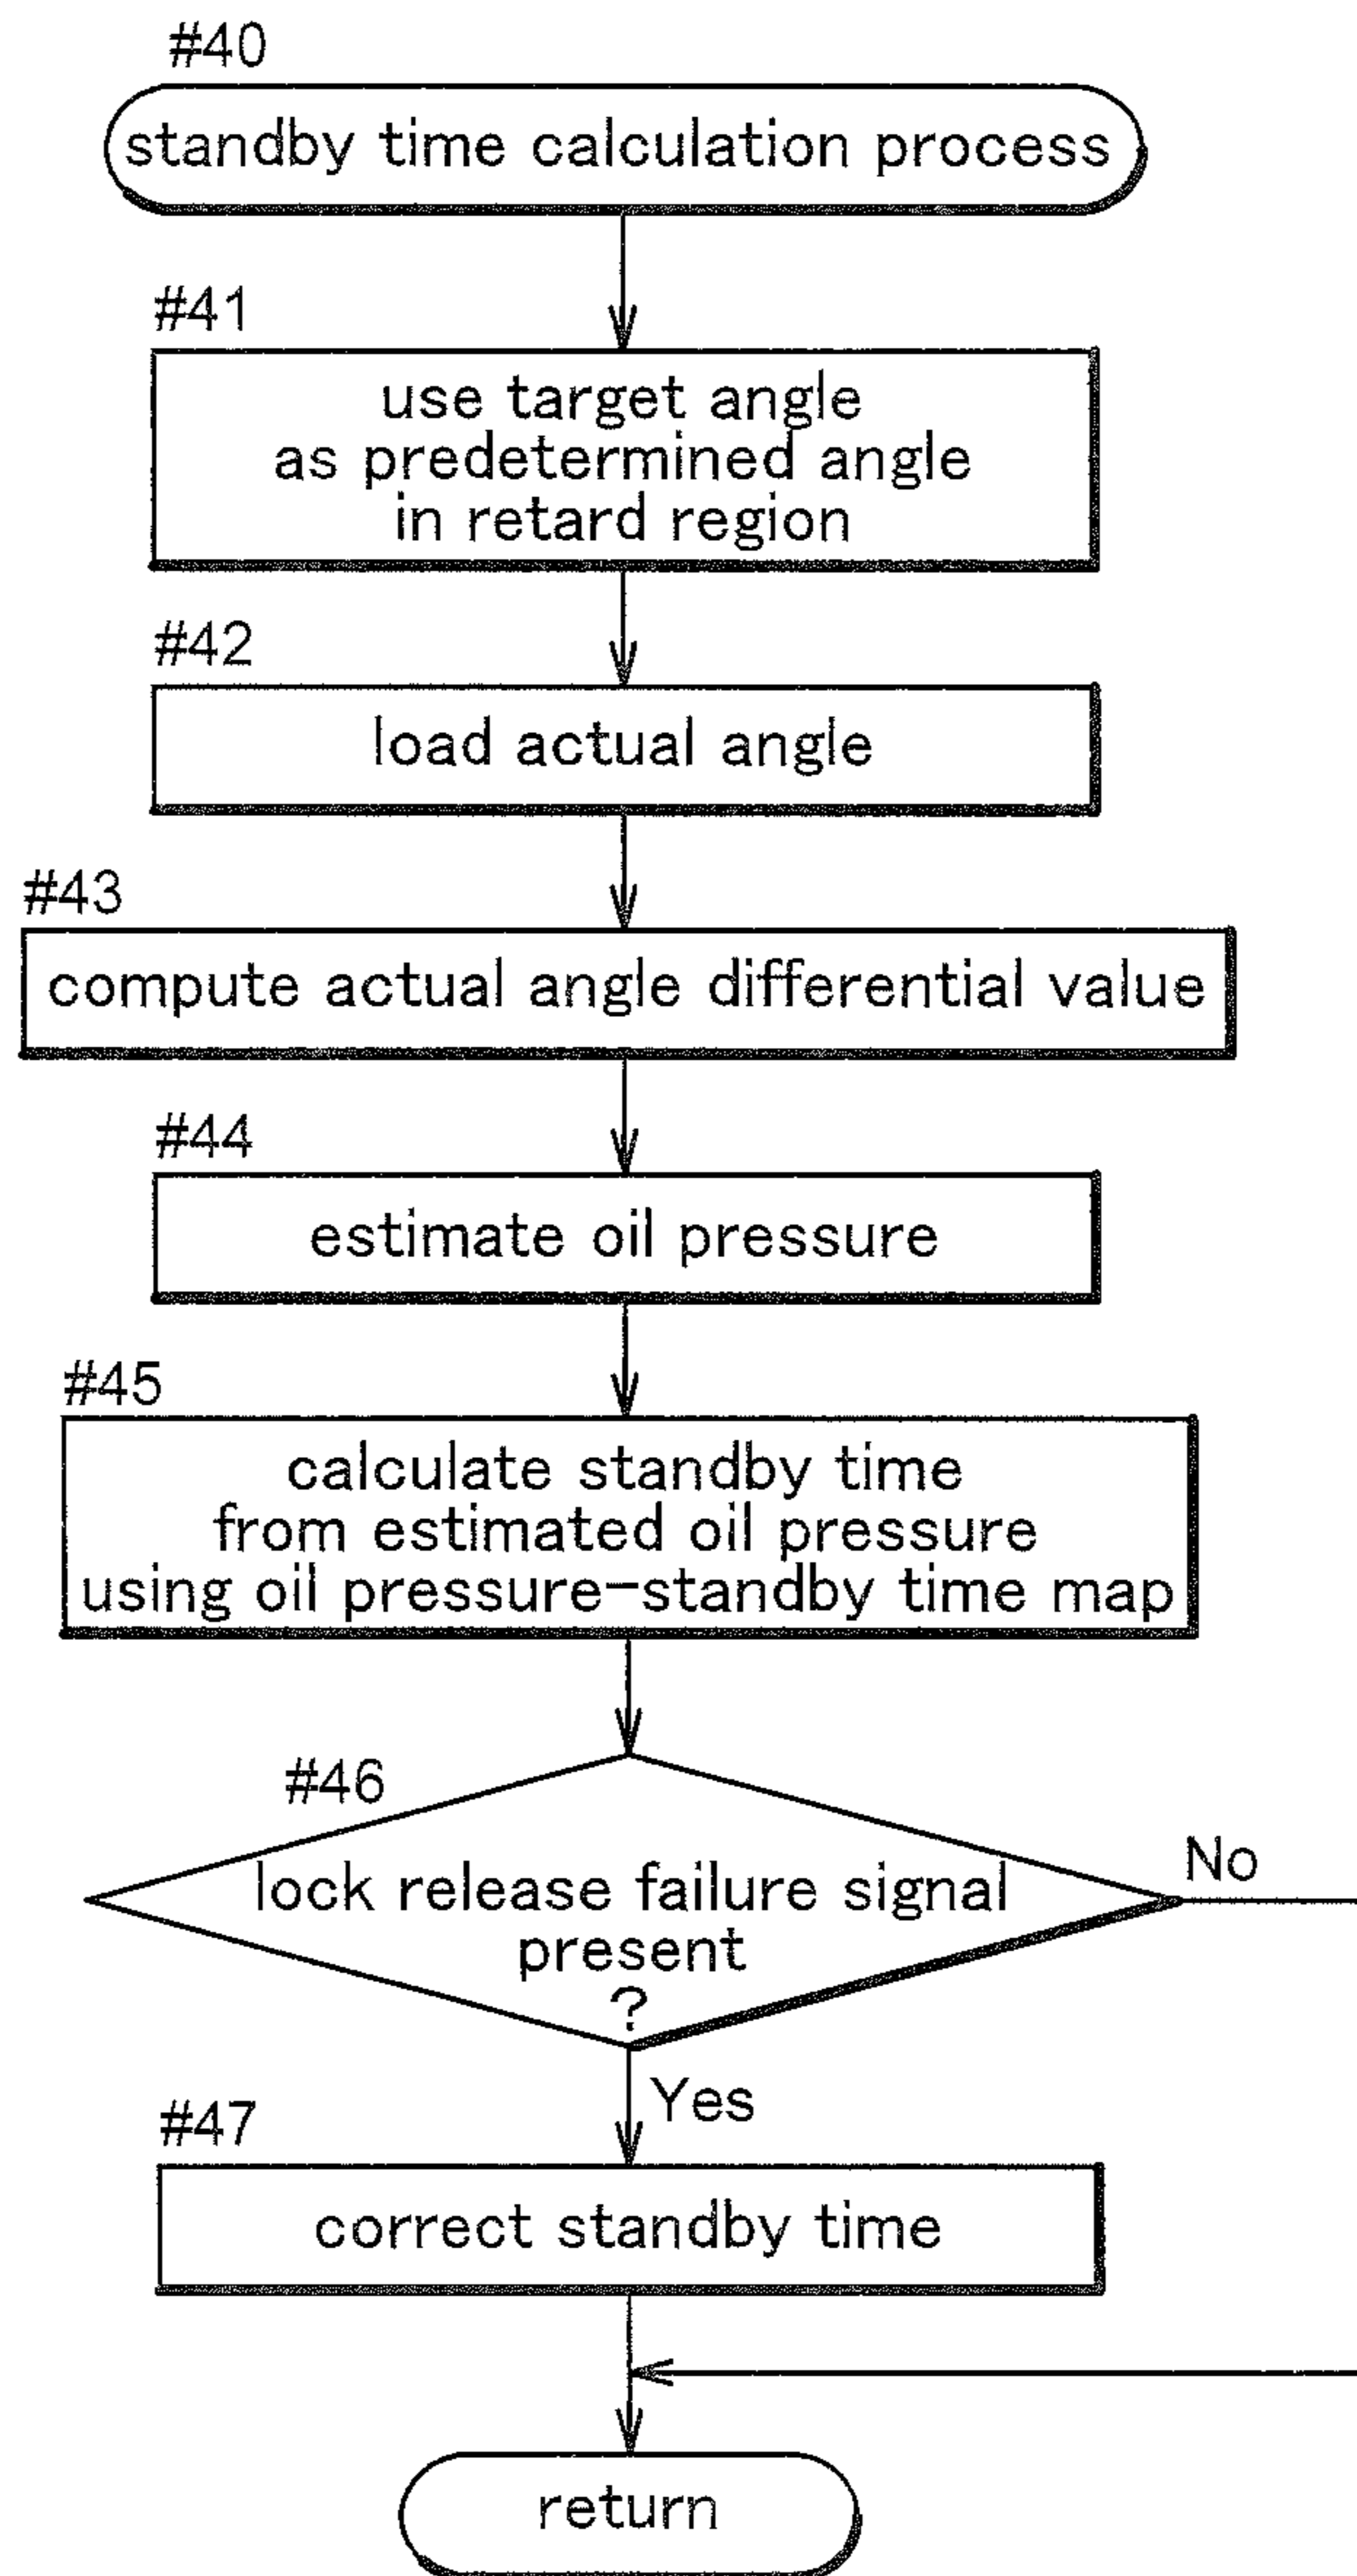 #40
standby time calculation process
#41
use target angle
as predetermined angle
in retard region
#42
load actual angle
#43
compute actual angle differential value
#44
estimate oil pressure
#45
calculate standby time
from estimated oil pressure
using oil pressure-standby time map
#46
lock release failure signal
present
?
No
Yes
#47
correct standby time
return